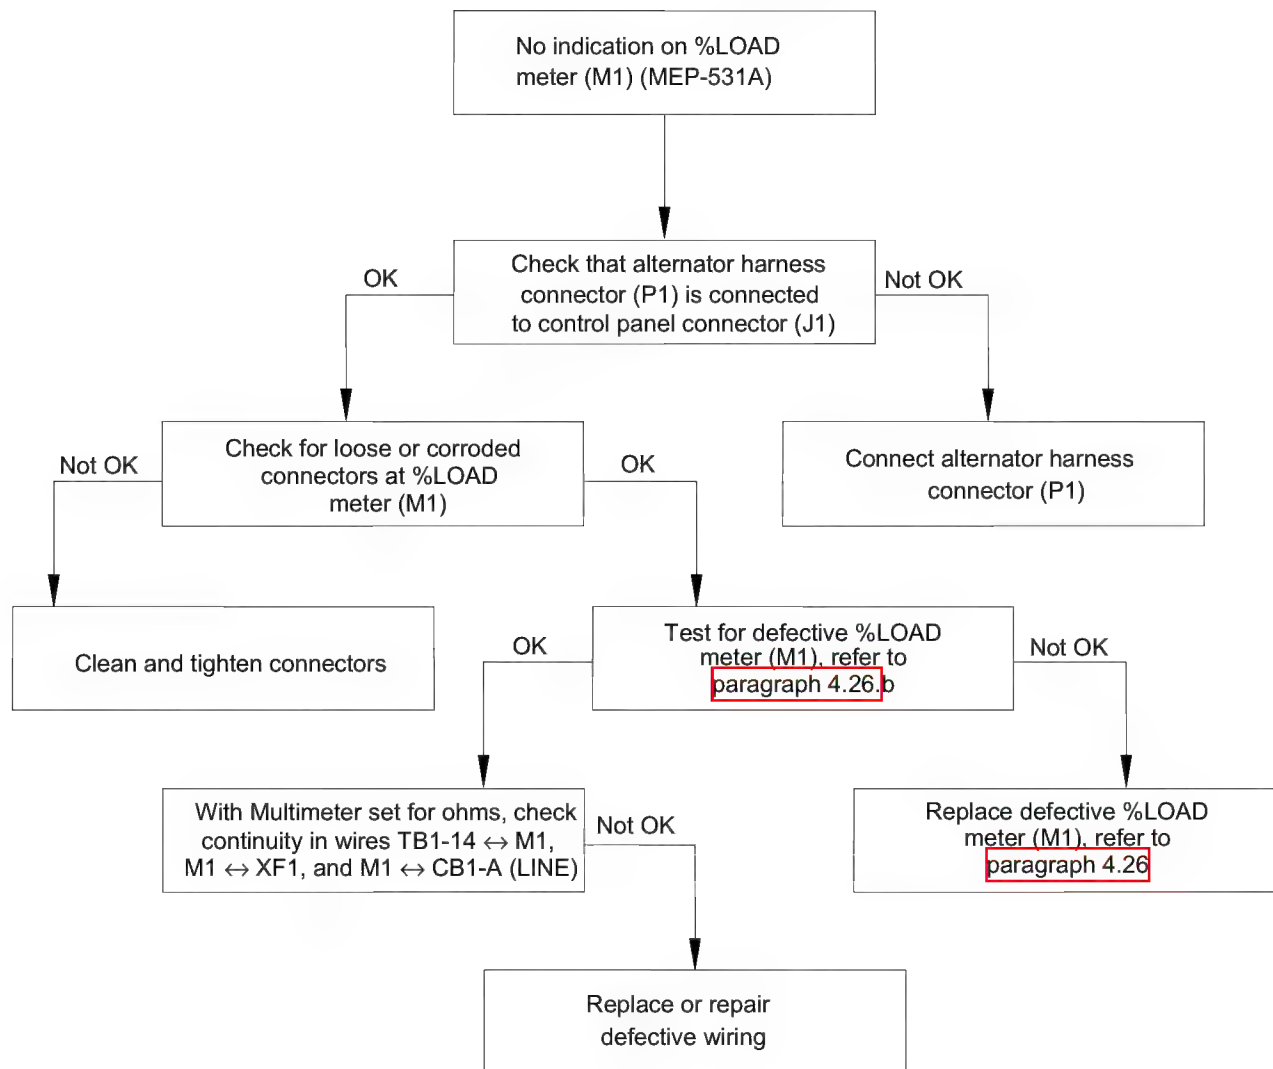 No indication on %LOAD
meter (M1) (MEP-531A)
OK
Check that alternator harness
connector (P1) is connected
to control panel connector (J1)
Not OK
Not OK
Check for loose or corroded
connectors at %LOAD
meter (M1)
OK
Connect alternator harness
connector (P1)
Clean and tighten connectors
OK
Test for defective %LOAD
meter (M1), refer to
paragraph 4.26.b
Not OK
With Multimeter set for ohms, check
continuity in wires TB1-14 ↔ M1,
M1 ↔ XF1, and M1 ↔ CB1-A (LINE)
Not OK
Replace defective %LOAD
meter (M1), refer to
paragraph 4.26
Replace or repair
defective wiring